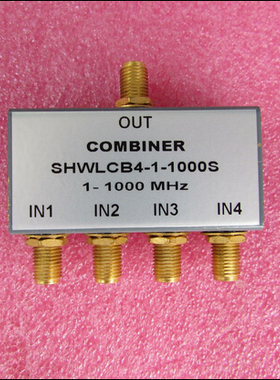 OUT
COMBINER
SHWLCB4-1-1000S
1- 1000 MHz
IN1 IN2 IN3 IN4